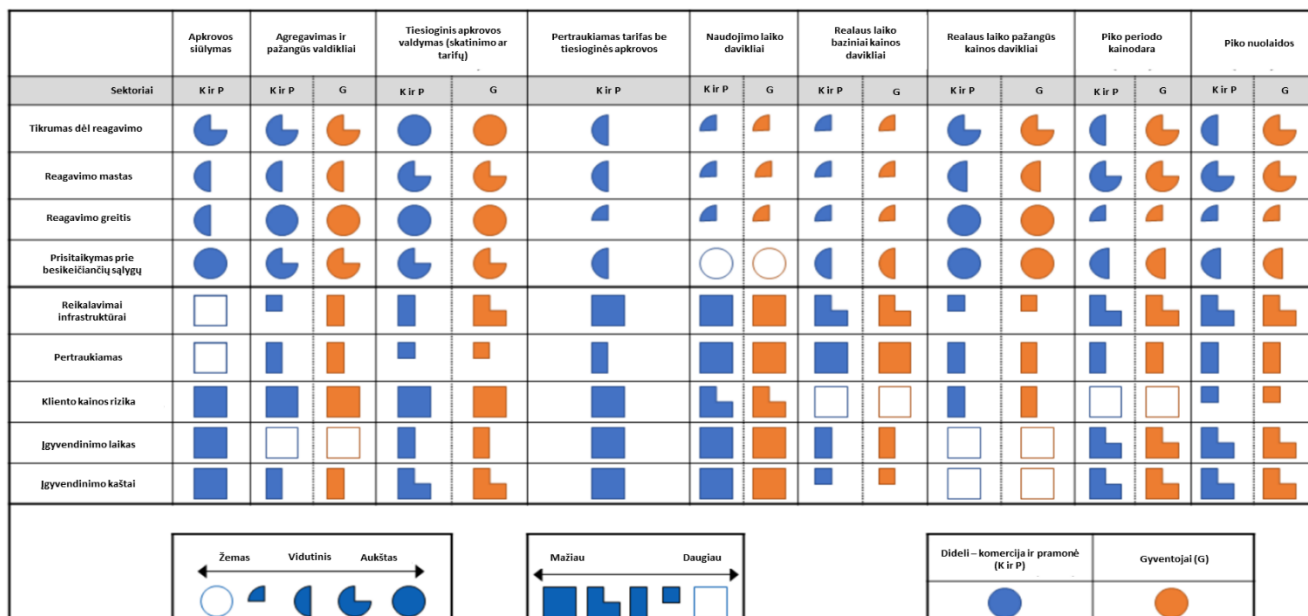 Apkrovos
siūlymas
Agregavimas ir
pažangūs valdikliai
Tiesioginis apkrovos
valdymas (skatinimo ar
tarifų)
Pertraukiamas tarifas be
tiesioginės apkrovos
Naudojimo laiko
davikliai
Realaus laiko
baziniai kainos
davikliai
Realaus laiko pažangūs
kainos davikliai
Piko periodo
kainodara
Piko nuolaidos
Sektoriai K ir P K ir P G K ir P G K ir P K ir P G K ir P G K ir P G K ir P G K ir P G
Tikrumas dėl reagavimo
Reagavimo mastas
Reagavimo greitis
Prisitaikymas prie
besikeičiančių sąlygų
Reikalavimai
infrastruktūrai
Pertraukiamas
Kliento kainos rizika
Įgyvendinimo laikas
Įgyvendinimo kaštai
Žemas Vidutinis Aukštas
Mažiau Daugiau
Dideli – komercija ir pramonė
(K ir P)
Gyventojai (G)